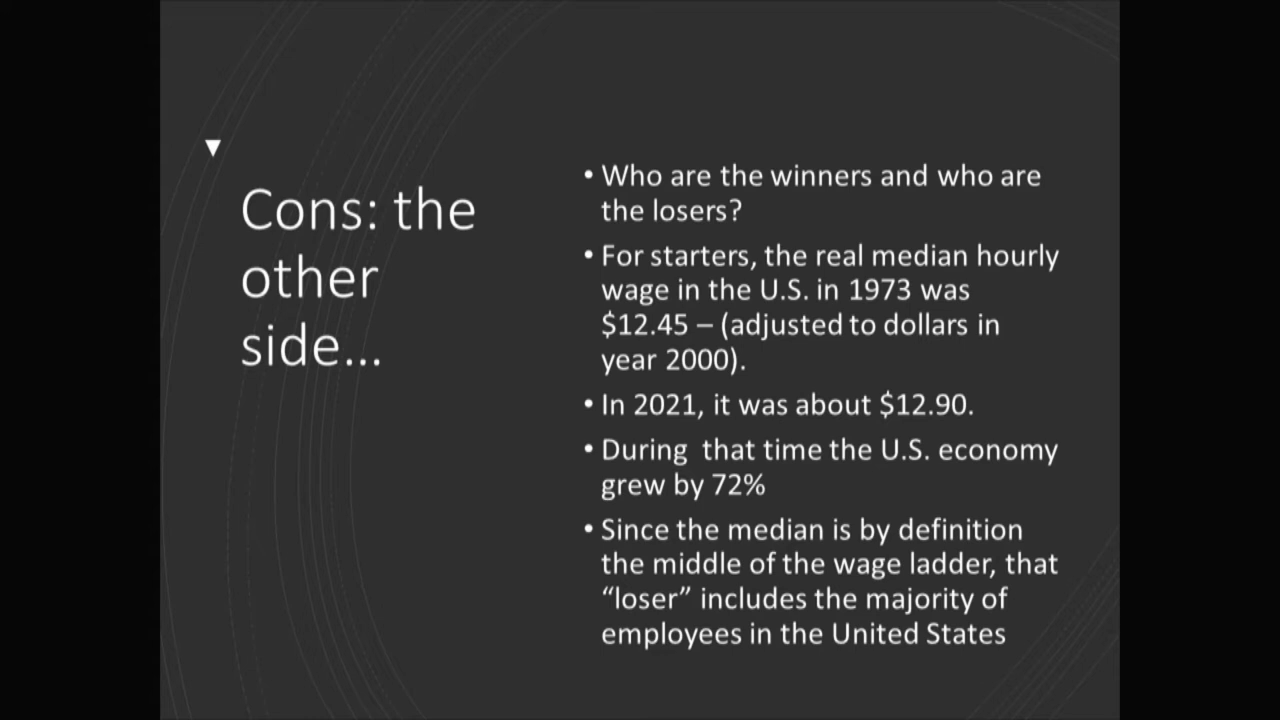 Cons: the
other
side...
• Who are the winners and who are
the losers?
• For starters, the real median hourly
wage in the U.S. in 1973 was
$12.45 – (adjusted to dollars in
year 2000).
• In 2021, it was about $12.90.
• During  that time the U.S. economy
grew by 72%
• Since the median is by definition
the middle of the wage ladder, that
“loser” includes the majority of
employees in the United States